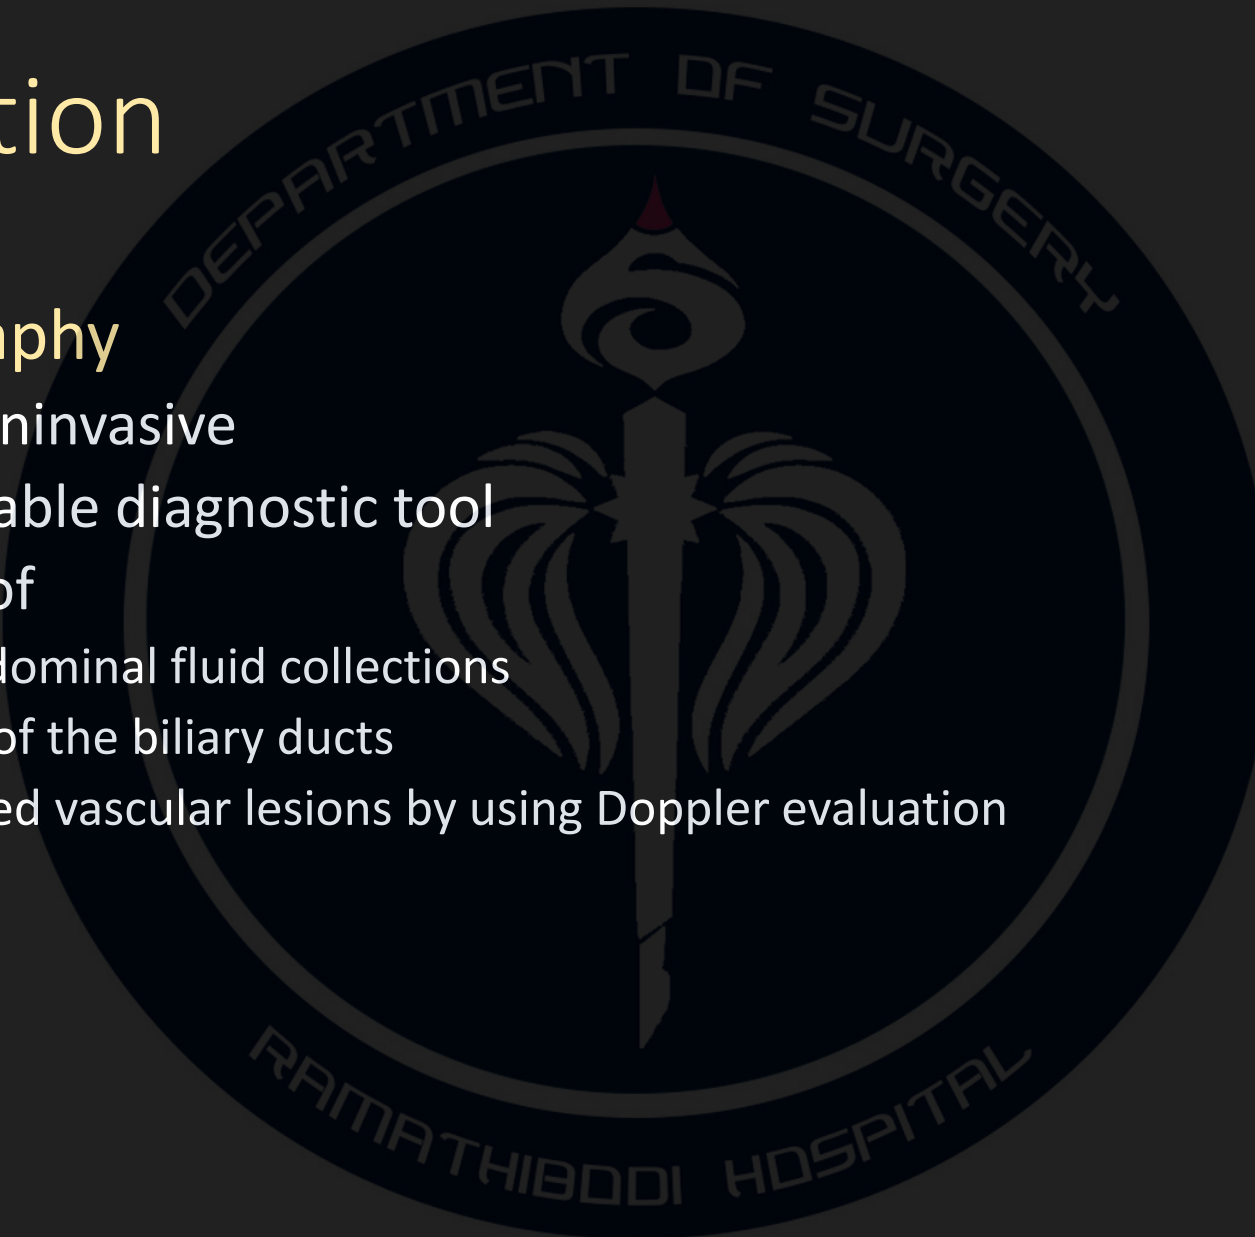 tion
aphy
ninvasive
able diagnostic tool
of
dominal fluid collections
of the biliary ducts
ed vascular lesions by using Doppler evaluation
DEPARTMENT OF SURGERY
RAMATHIBODI HOSPITAL